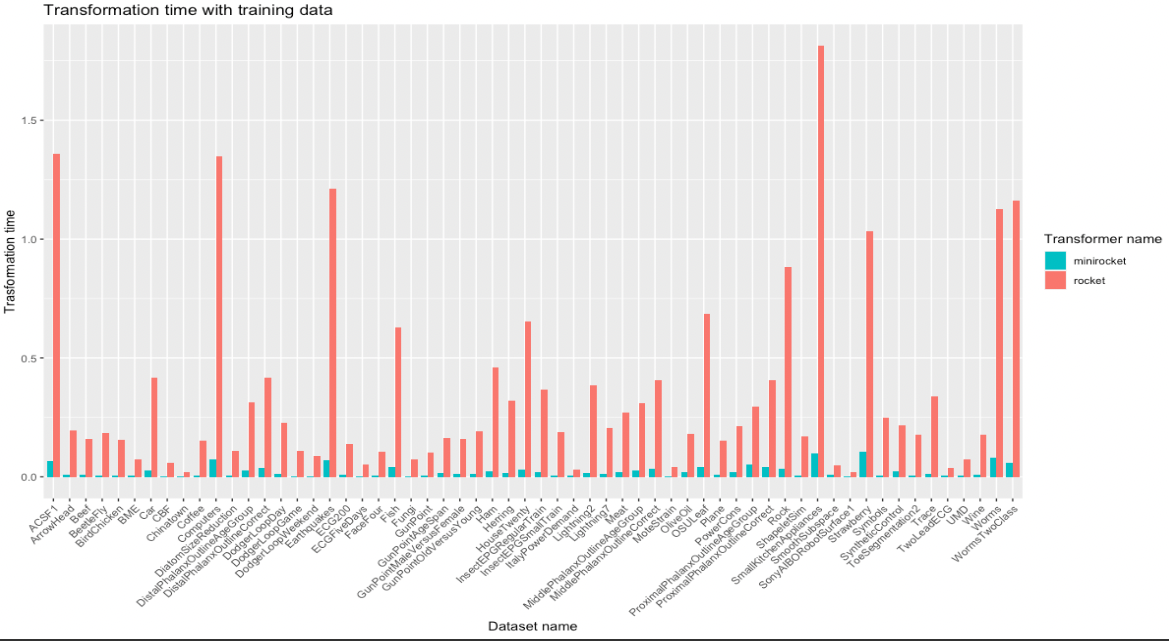 Transformation time with training data
Trasformation time
1.5
1.0
0.5
0.0
ACSF1
ArrowHead
Beef
BeetleFly
BirdChicken
BME
Car
CBF
Chinatown
Coffee
Computers
DiatomSizeReduction
DistalPhalanxOutlineAgeGroup
DistalPhalanxOutlineCorrect
DodgerLoopDay
DodgerLoopGame
DodgerLoopWeekend
Earthquakes
ECG200
ECGFiveDays
FaceFour
Fish
Fungi
GunPoint
GunPointAgeSpan
GunPointMaleVersusFemale
GunPointOldVersusYoung
Ham
Herring
HouseTwenty
InsectEPGRegularTrain
InsectEPGSmallTrain
ItalyPowerDemand
Lightning2
Lightning7
Meat
MiddlePhalanxOutlineAgeGroup
MiddlePhalanxOutlineCorrect
MoteStrain
OliveOil
OSULeaf
Plane
PowerCons
ProximalPhalanxOutlineAgeGroup
ProximalPhalanxOutlineCorrect
Rock
ShapeletSim
SmallKitchenAppliances
SmoothSubspace
SonyAIBORobotSurface1
Strawberry
Symbols
SyntheticControl
ToeSegmentation2
Trace
TwoLeadECG
UMD
Wine
Worms
WormsTwoClass
Dataset name
Transformer name
minirocket
rocket